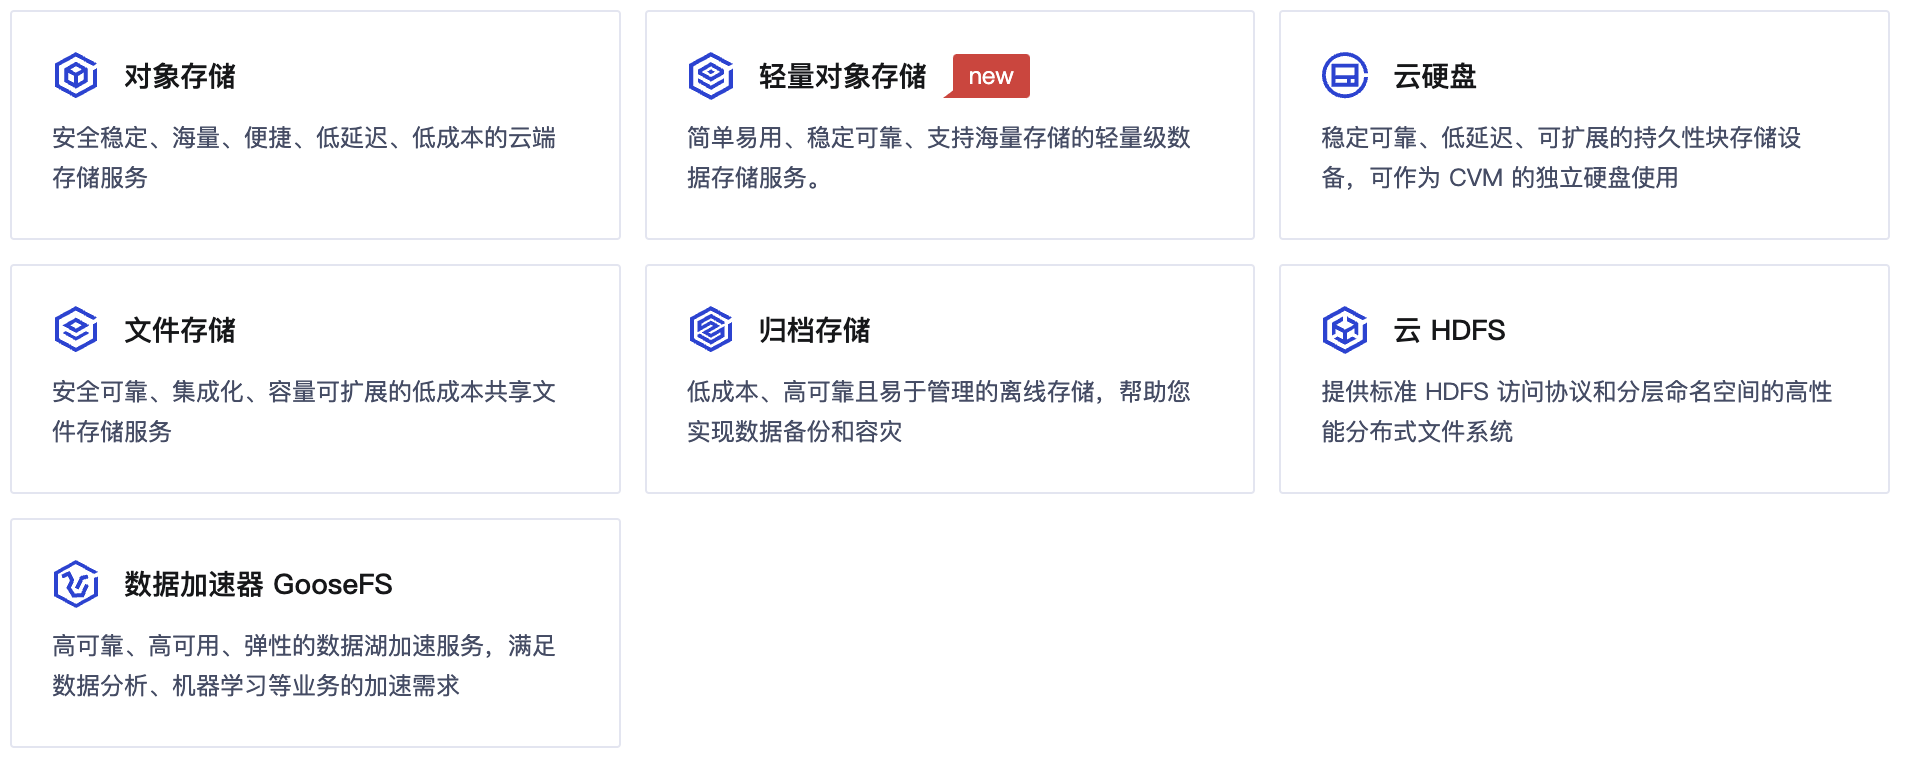 对象存储
安全稳定、海量、便捷、低延迟、低成本的云端
存储服务
轻量对象存储 new
简单易用、稳定可靠、支持海量存储的轻量级数
据存储服务。
云硬盘
稳定可靠、低延迟、可扩展的持久性块存储设
备，可作为 CVM 的独立硬盘使用
文件存储
安全可靠、集成化、容量可扩展的低成本共享文
件存储服务
归档存储
低成本、高可靠且易于管理的离线存储，帮助您
实现数据备份和容灾
云 HDFS
提供标准 HDFS 访问协议和分层命名空间的高性
能分布式文件系统
数据加速器 GooseFS
高可靠、高可用、弹性的数据湖加速服务，满足
数据分析、机器学习等业务的加速需求